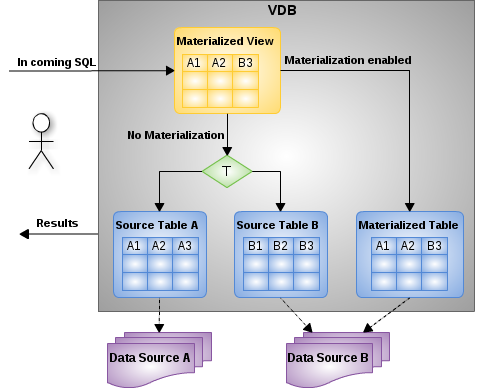 VDB
Materialized View
A1 A2 B3
In coming SQL
Materialization enabled
No Materialization
T
Results
Source Table A
A1 A2 A3
Source Table B
B1 B2 B3
Materialized Table
A1 A2 B3
Data Source A
Data Source B